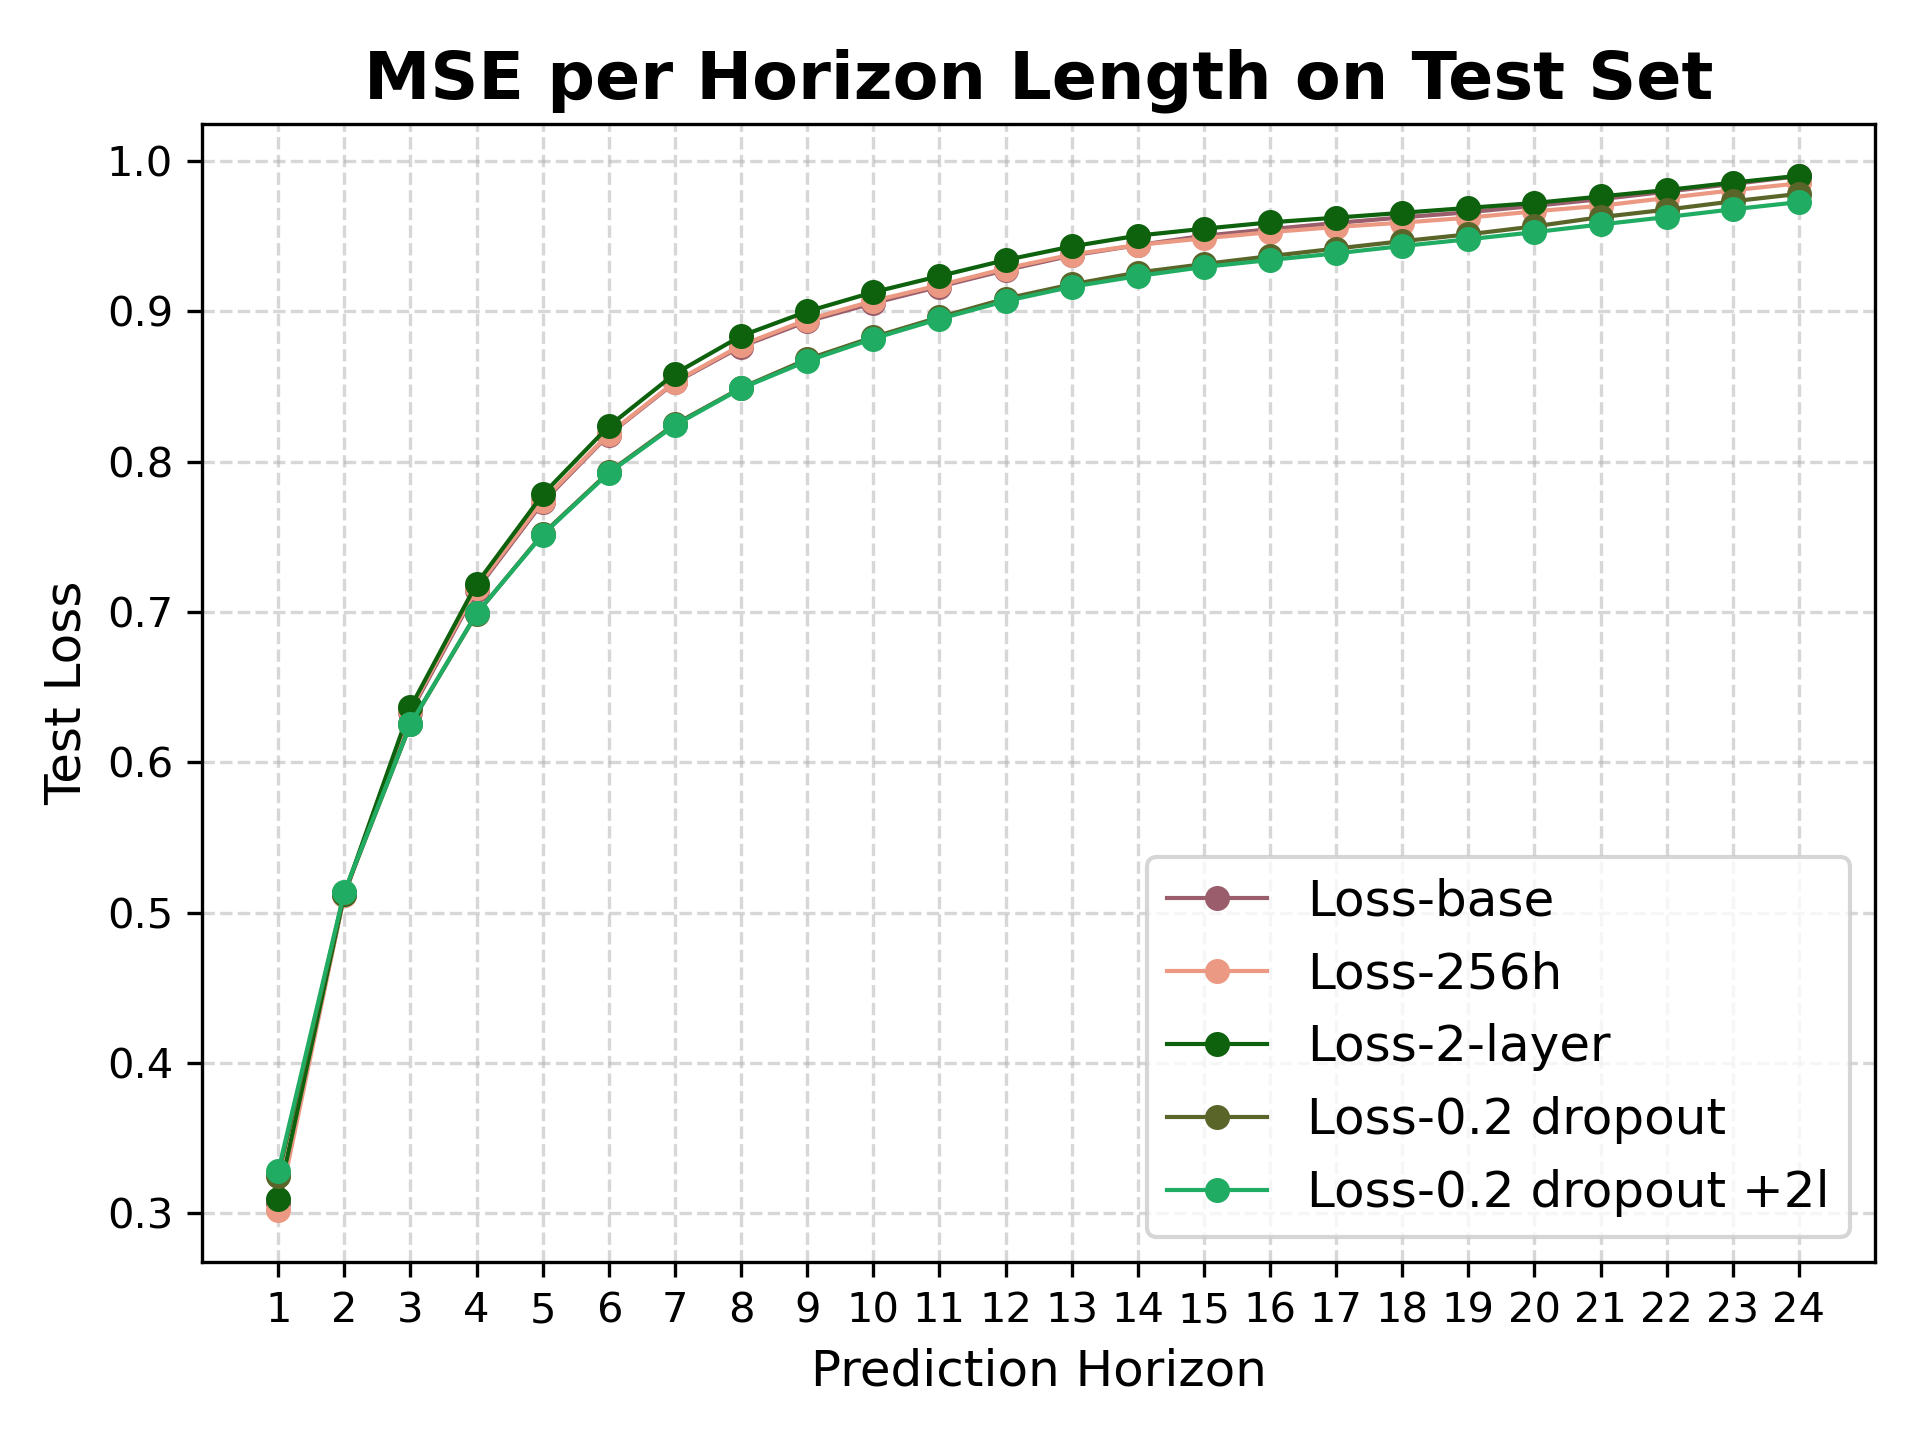 MSE per Horizon Length on Test Set
1.0
0.9
0.8
0.7
0.6
0.5
0.4
0.3
Test Loss
Loss-base
Loss-256h
Loss-2-layer
Loss-0.2 dropout
Loss-0.2 dropout +2l
1 2 3 4 5 6 7 8 9 10 11 12 13 14 15 16 17 18 19 20 21 22 23 24
Prediction Horizon